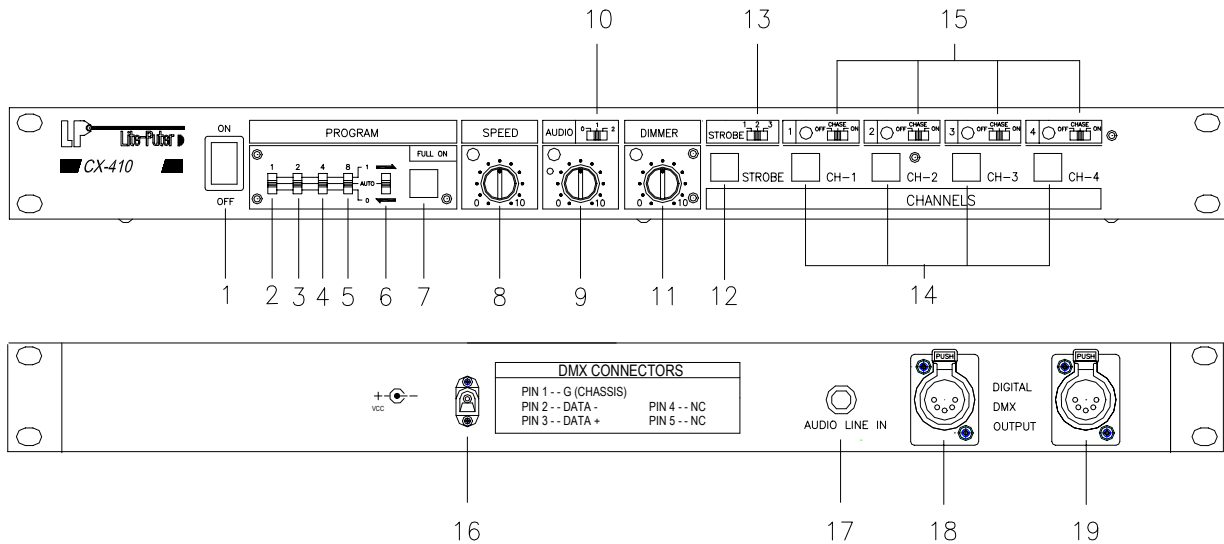 10 13 15
LP Lite-Puter
CX-410
ON
OFF
PROGRAM
FULL ON
1 2 4 8 1
AUTO
0
SPEED
0 10
AUDIO 0 1 2
0 10
DIMMER
0 10
STROBE 1 2 3
1 OFF CHASE ON
2 OFF CHASE ON
3 OFF CHASE ON
4 OFF CHASE ON
STROBE CH-1 CH-2 CH-3 CH-4
CHANNELS
1 2 3 4 5 6 7 8 9 11 12 14
+ -
VCC
DMX CONNECTORS
PIN 1 - - G (CHASSIS)
PIN 2 - - DATA - PIN 4 - - NC
PIN 3 - - DATA + PIN 5 - - NC
AUDIO LINE IN
PUSH
DIGITAL
DMX
OUTPUT
PUSH
16 17 18 19